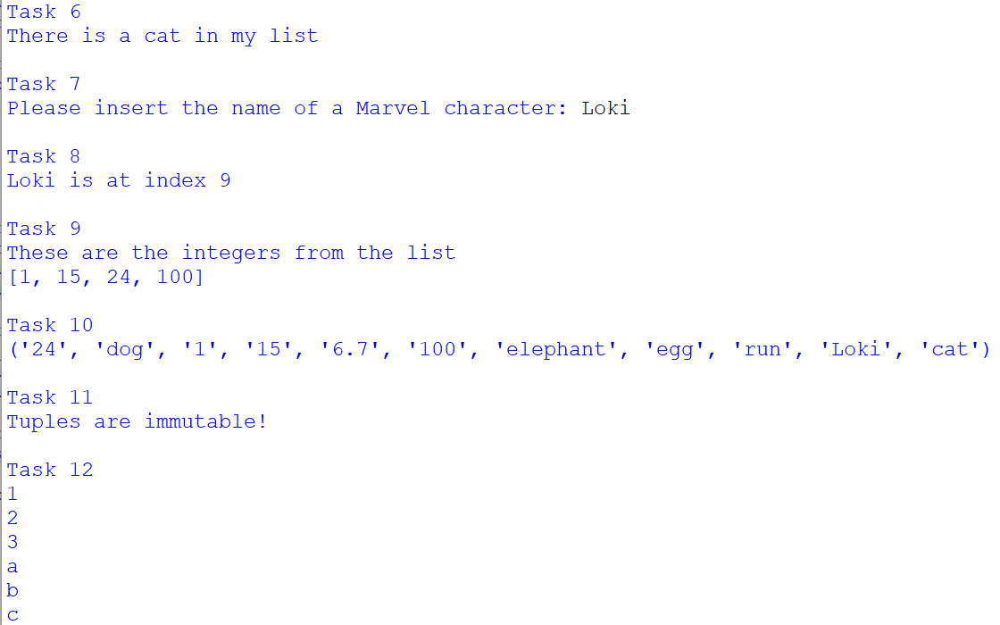 Task 6
There is a cat in my list
Task 7
Please insert the name of a Marvel character: Loki
Task 8
Loki is at index 9
Task 9
These are the integers from the list
[1, 15, 24, 100]
Task 10
('24', 'dog', '1', '15', '6.7', '100', 'elephant', 'egg', 'run', 'Loki', 'cat')
Task 11
Tuples are immutable!
Task 12
1
2
3
a
b
c